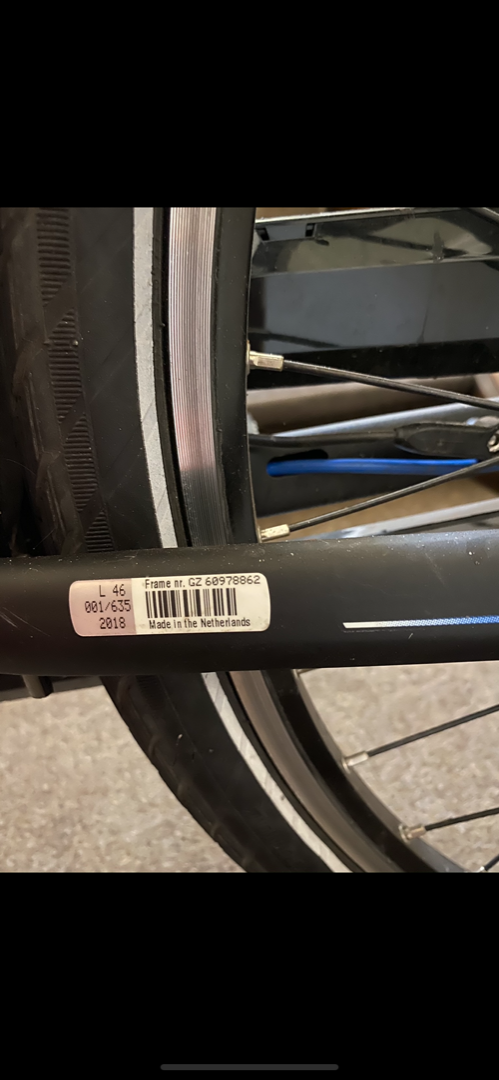 L 46
001/635
2018
Frame nr. GZ 60978862
Made in the Netherlands